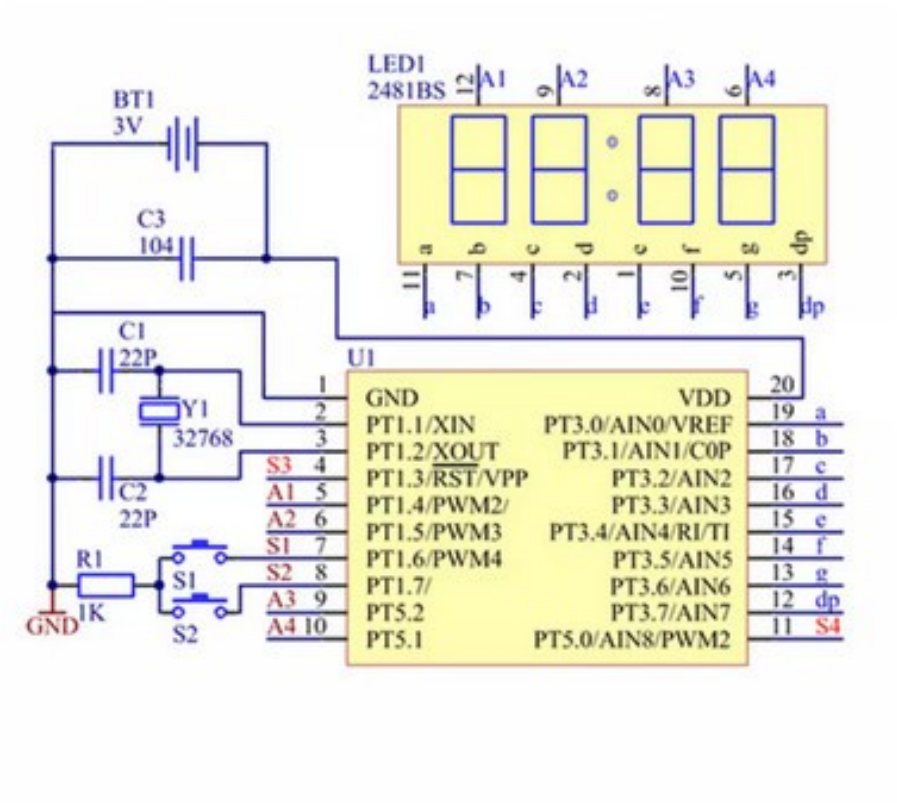 LED1
2481BS
12 A1
9 A2
8 A3
6 A4
BT1
3V
C3
104
a b c d e f g dp
11 7 4 2 1 10 5 3
a b c d e f g dp
C1
22P
Y1
32768
C2
22P
R1
1K
GND
S1
S2
U1
1 GND
2 PT1.1/XIN
3 PT1.2/XOUT
S3 4 PT1.3/RST/VPP
A1 5 PT1.4/PWM2/
A2 6 PT1.5/PWM3
S1 7 PT1.6/PWM4
S2 8 PT1.7/
A3 9 PT5.2
A4 10 PT5.1
VDD 20
PT3.0/AIN0/VREF 19 a
PT3.1/AIN1/C0P 18 b
PT3.2/AIN2 17 c
PT3.3/AIN3 16 d
PT3.4/AIN4/RI/TI 15 e
PT3.5/AIN5 14 f
PT3.6/AIN6 13 g
PT3.7/AIN7 12 dp
PT5.0/AIN8/PWM2 11 S4